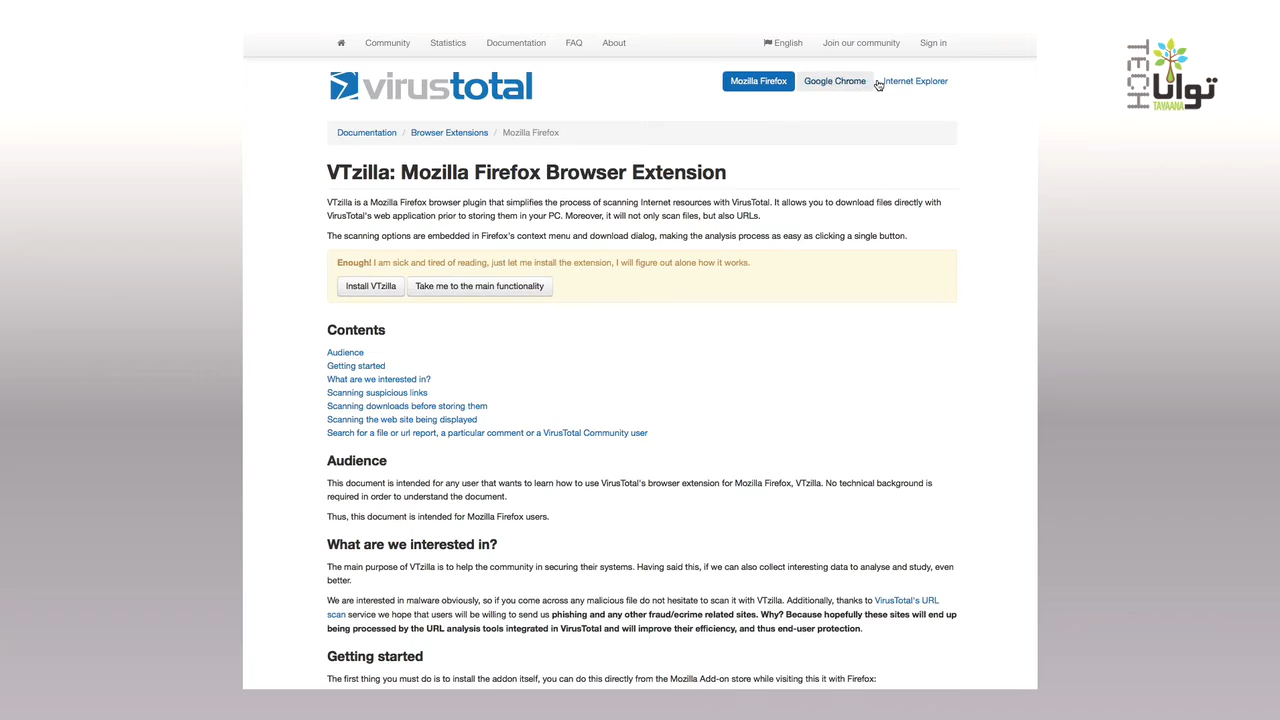 Community Statistics Documentation FAQ About English Join our community Sign in
virustotal
Mozilla Firefox Google Chrome Internet Explorer
TECH توانا
TAVAANA
Documentation / Browser Extensions / Mozilla Firefox
VTzilla: Mozilla Firefox Browser Extension
VTzilla is a Mozilla Firefox browser plugin that simplifies the process of scanning Internet resources with VirusTotal. It allows you to download files directly with
VirusTotal's web application prior to storing them in your PC. Moreover, it will not only scan files, but also URLs.
The scanning options are embedded in Firefox's context menu and download dialog, making the analysis process as easy as clicking a single button.
Enough! I am sick and tired of reading, just let me install the extension, I will figure out alone how it works.
Install VTzilla Take me to the main functionality
Contents
Audience
Getting started
What are we interested in?
Scanning suspicious links
Scanning downloads before storing them
Scanning the web site being displayed
Search for a file or url report, a particular comment or a VirusTotal Community user
Audience
This document is intended for any user that wants to learn how to use VirusTotal's browser extension for Mozilla Firefox, VTzilla. No technical background is
required in order to understand the document.
Thus, this document is intended for Mozilla Firefox users.
What are we interested in?
The main purpose of VTzilla is to help the community in securing their systems. Having said this, if we can also collect interesting data to analyse and study, even
better.
We are interested in malware obviously, so if you come across any malicious file do not hesitate to scan it with VTzilla. Additionally, thanks to VirusTotal's URL
scan service we hope that users will be willing to send us phishing and any other fraud/ecrime related sites. Why? Because hopefully these sites will end up
being processed by the URL analysis tools integrated in VirusTotal and will improve their efficiency, and thus end-user protection.
Getting started
The first thing you must do is to install the addon itself, you can do this directly from the Mozilla Add-on store while visiting this it with Firefox: